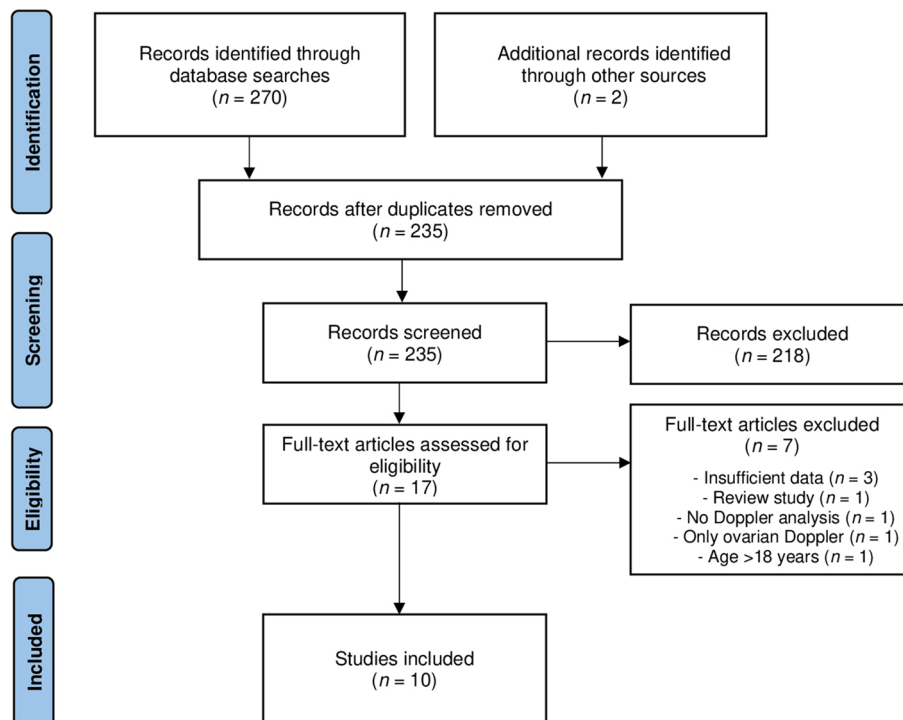 Identification
Records identified through
database searches
(n = 270)
Additional records identified
through other sources
(n = 2)
Records after duplicates removed
(n = 235)
Screening
Records screened
(n = 235)
Records excluded
(n = 218)
Eligibility
Full-text articles assessed for
eligibility
(n = 17)
Full-text articles excluded
(n = 7)
- Insufficient data (n = 3)
- Review study (n = 1)
- No Doppler analysis (n = 1)
- Only ovarian Doppler (n = 1)
- Age >18 years (n = 1)
Included
Studies included
(n = 10)